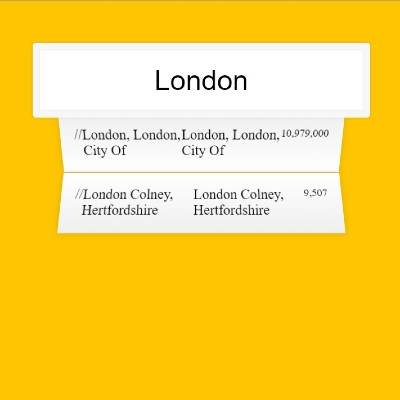 London
//London, London, London, London, 10,979,000
City Of City Of
//London Colney, London Colney, 9,507
Hertfordshire Hertfordshire